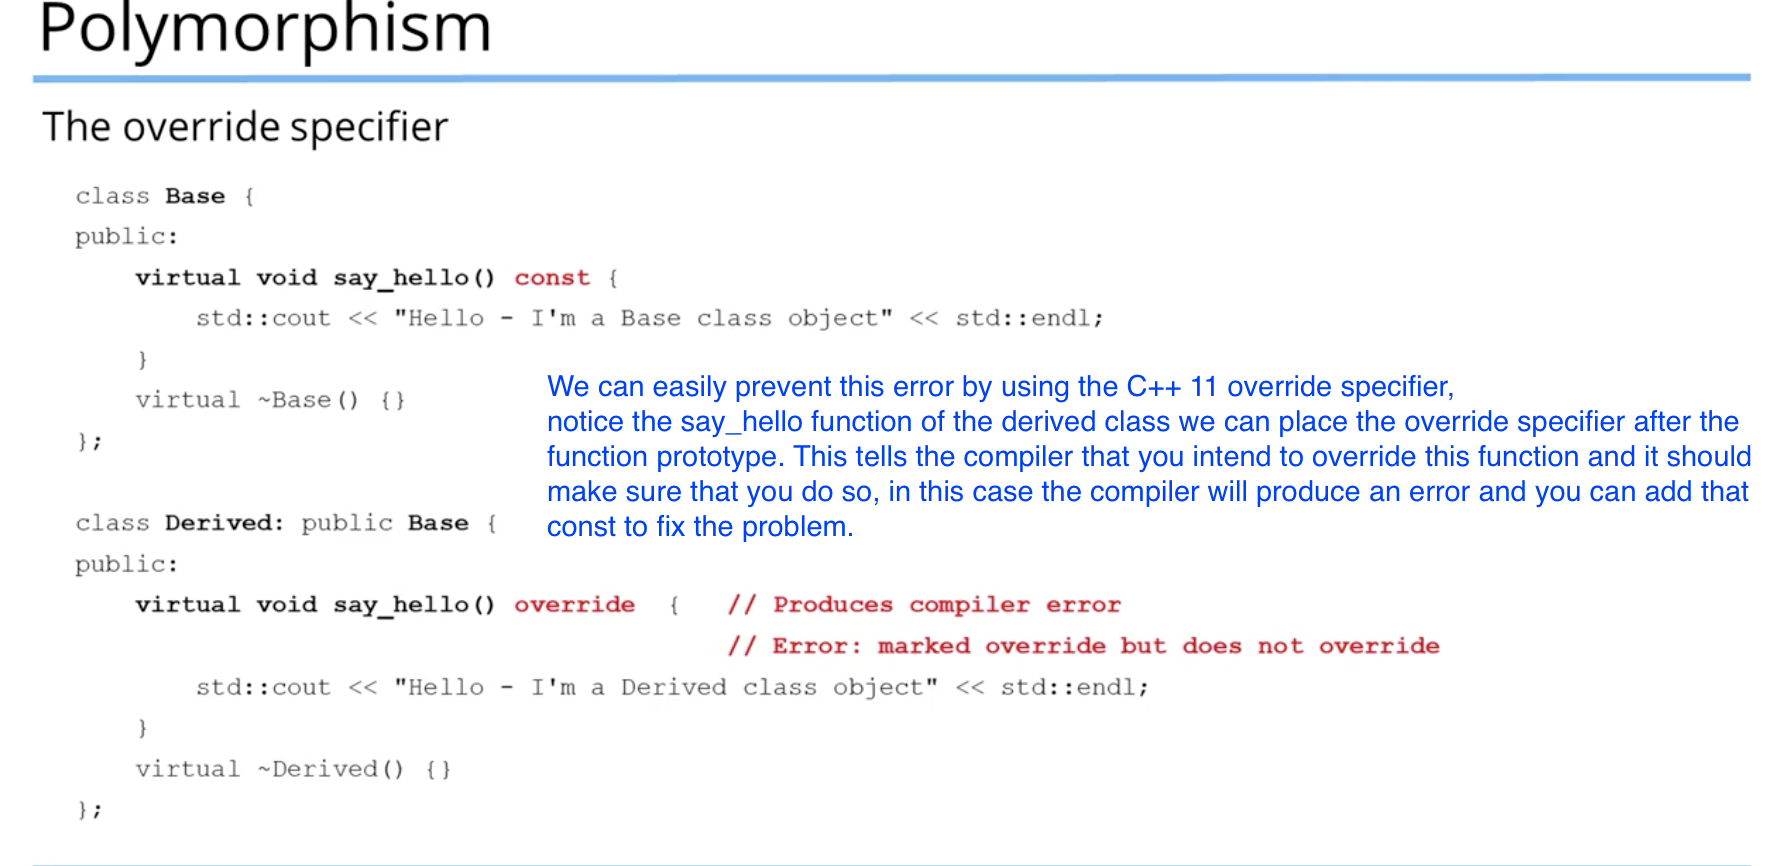 Polymorphism
The override specifier
class Base {
public:
    virtual void say_hello() const {
        std::cout << "Hello - I'm a Base class object" << std::endl;
    }
    virtual ~Base() {}
};
We can easily prevent this error by using the C++ 11 override specifier,
notice the say_hello function of the derived class we can place the override specifier after the
function prototype. This tells the compiler that you intend to override this function and it should
make sure that you do so, in this case the compiler will produce an error and you can add that
const to fix the problem.
class Derived: public Base {
public:
    virtual void say_hello() override  {   // Produces compiler error
                                           // Error: marked override but does not override
        std::cout << "Hello - I'm a Derived class object" << std::endl;
    }
    virtual ~Derived() {}
};